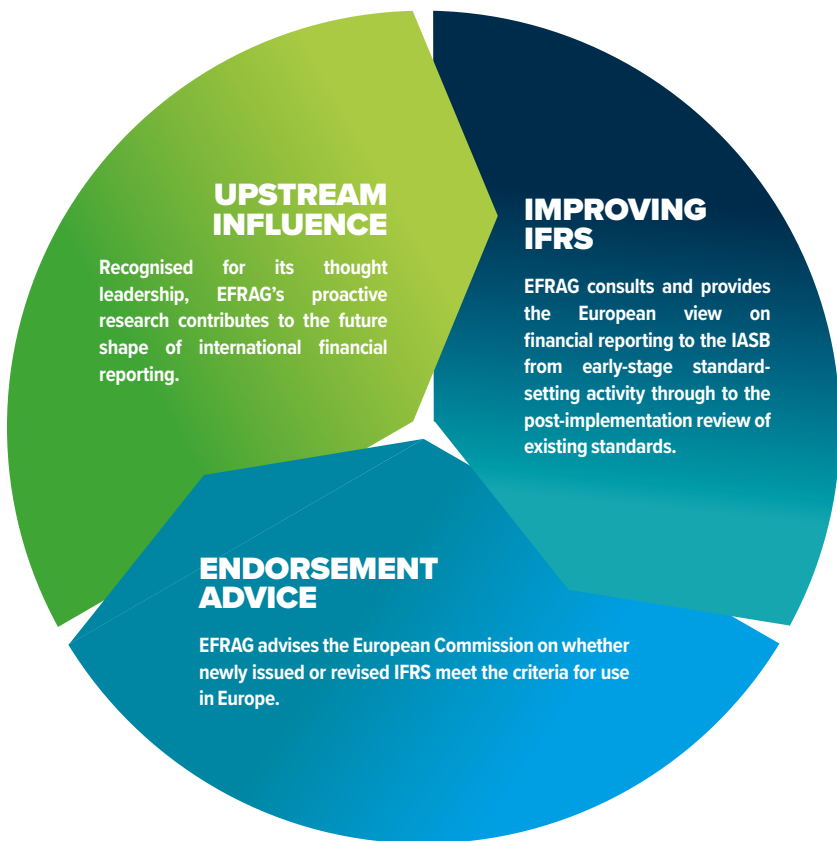 UPSTREAM
INFLUENCE
Recognised for its thought
leadership, EFRAG's proactive
research contributes to the future
shape of international financial
reporting.
IMPROVING
IFRS
EFRAG consults and provides
the European view on
financial reporting to the IASB
from early-stage standard-
setting activity through to the
post-implementation review of
existing standards.
ENDORSEMENT
ADVICE
EFRAG advises the European Commission on whether
newly issued or revised IFRS meet the criteria for use
in Europe.